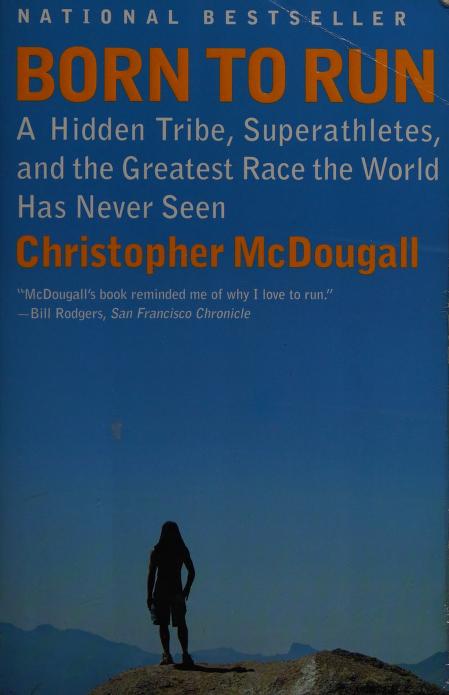 NATIONAL BESTSELLER
BORN TO RUN
A Hidden Tribe, Superathletes,
and the Greatest Race the World
Has Never Seen
Christopher McDougall
“McDougall’s book reminded me of why I love to run.”
—Bill Rodgers, San Francisco Chronicle